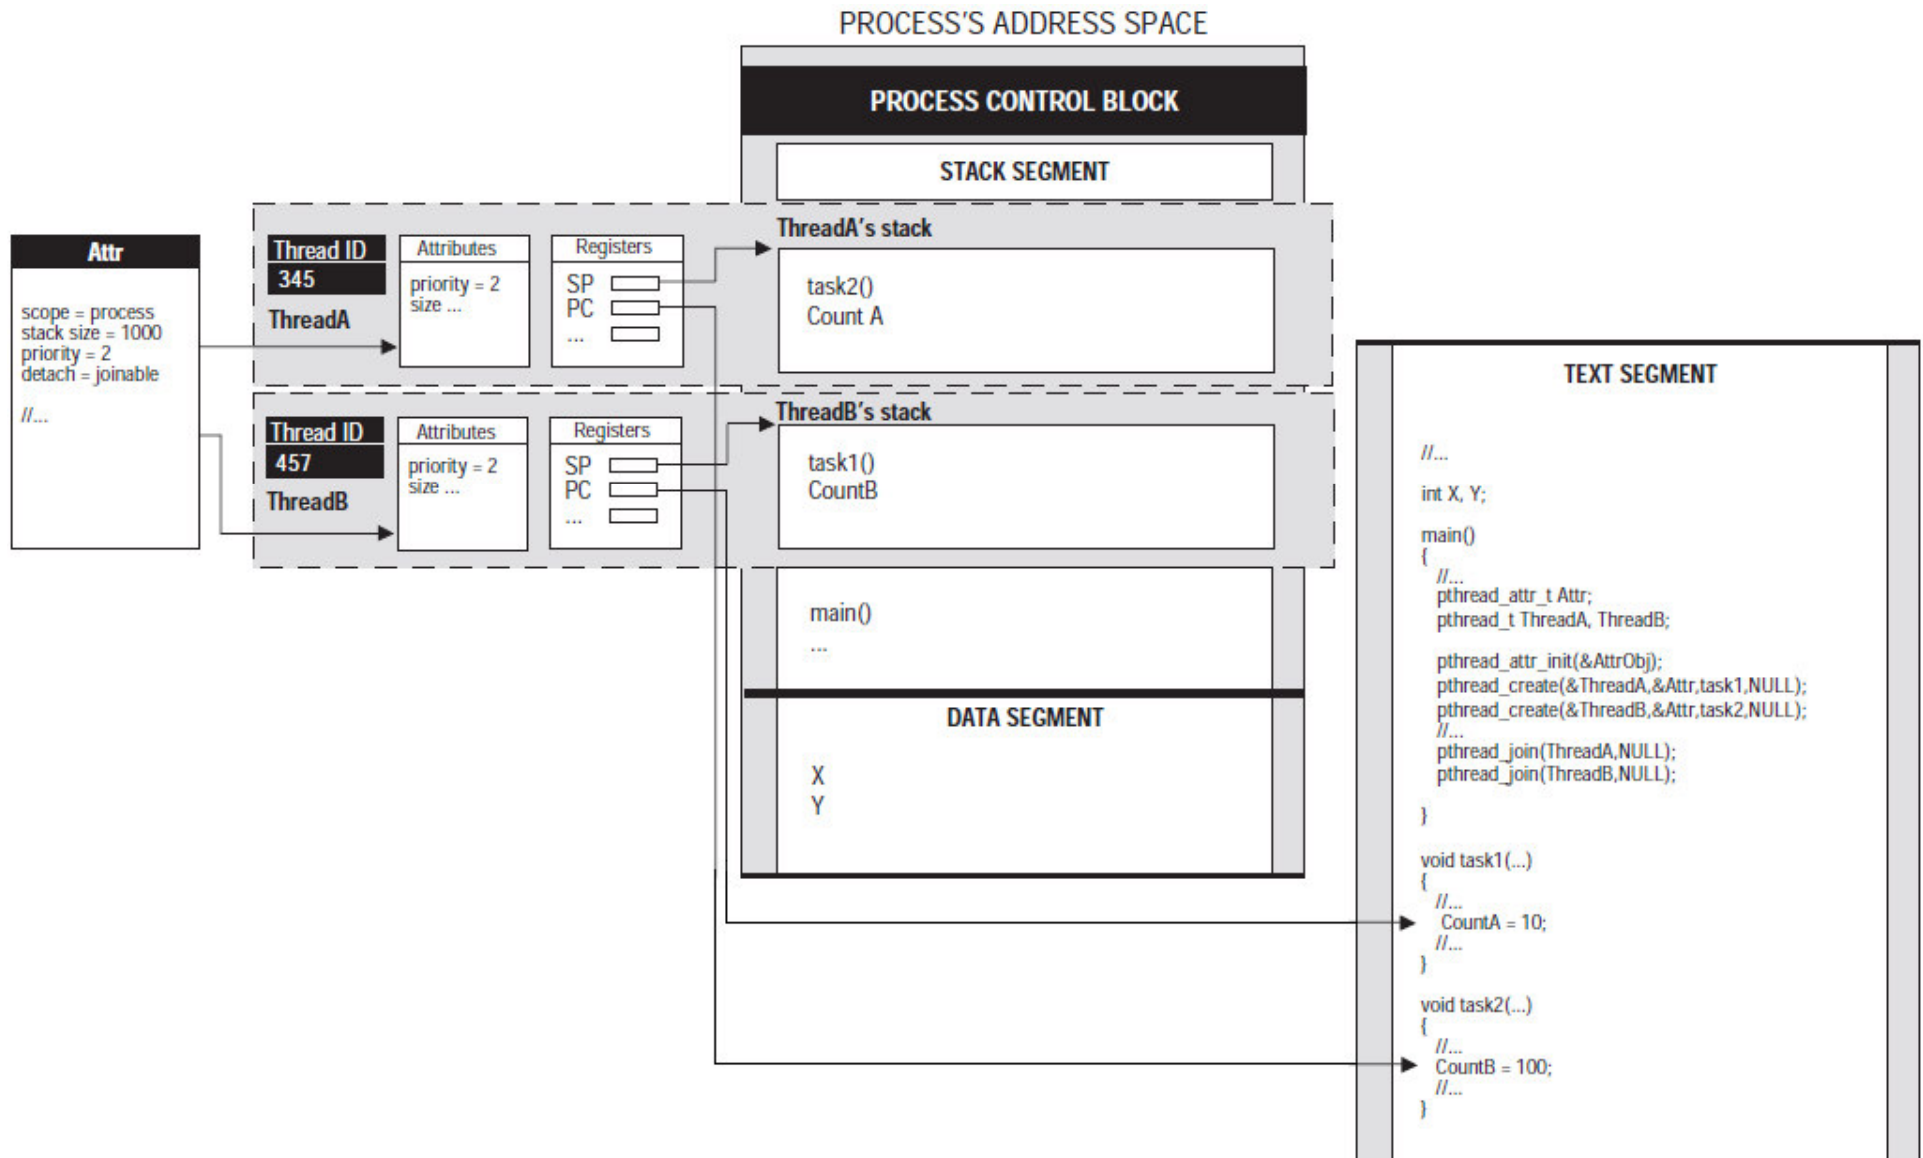 PROCESS'S ADDRESS SPACE
PROCESS CONTROL BLOCK
STACK SEGMENT
Attr
scope = process
stack size = 1000
priority = 2
detach = joinable
//...
Thread ID
345
ThreadA
Attributes
priority = 2
size ...
Registers
SP
PC
...
ThreadA's stack
task2()
Count A
Thread ID
457
ThreadB
Attributes
priority = 2
size ...
Registers
SP
PC
...
ThreadB's stack
task1()
CountB
main()
...
DATA SEGMENT
X
Y
TEXT SEGMENT
//...
int X, Y;
main()
{
//...
pthread_attr_t Attr;
pthread_t ThreadA, ThreadB;
pthread_attr_init(&AttrObj);
pthread_create(&ThreadA,&Attr,task1,NULL);
pthread_create(&ThreadB,&Attr,task2,NULL);
//...
pthread_join(ThreadA,NULL);
pthread_join(ThreadB,NULL);
}
void task1(...)
{
//...
CountA = 10;
//...
}
void task2(...)
{
//...
CountB = 100;
//...
}